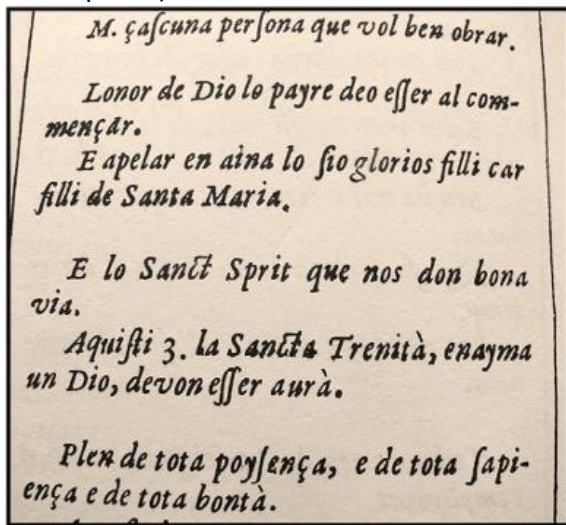 M. çaſcuna perſona que vol ben obrar.
Lonor de Dio lo payre deo eſſer al com-
mençar.
E apelar en aina lo ſio glorios filli car
filli de Santa Maria.
E lo Sanct Sprit que nos don bona
via.
Aquiſti 3. la Sancta Trenità, enayma
un Dio, devon eſſer aurà.
Plen de tota poyſença, e de tota ſapi-
ença e de tota bontà.